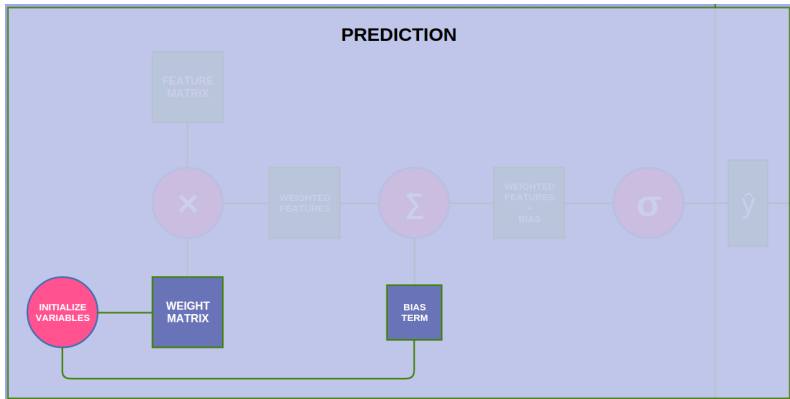 PREDICTION
FEATURE
MATRIX
×
WEIGHTED
FEATURES
Σ
WEIGHTED
FEATURES
+
BIAS
σ
ŷ
INITIALIZE
VARIABLES
WEIGHT
MATRIX
BIAS
TERM